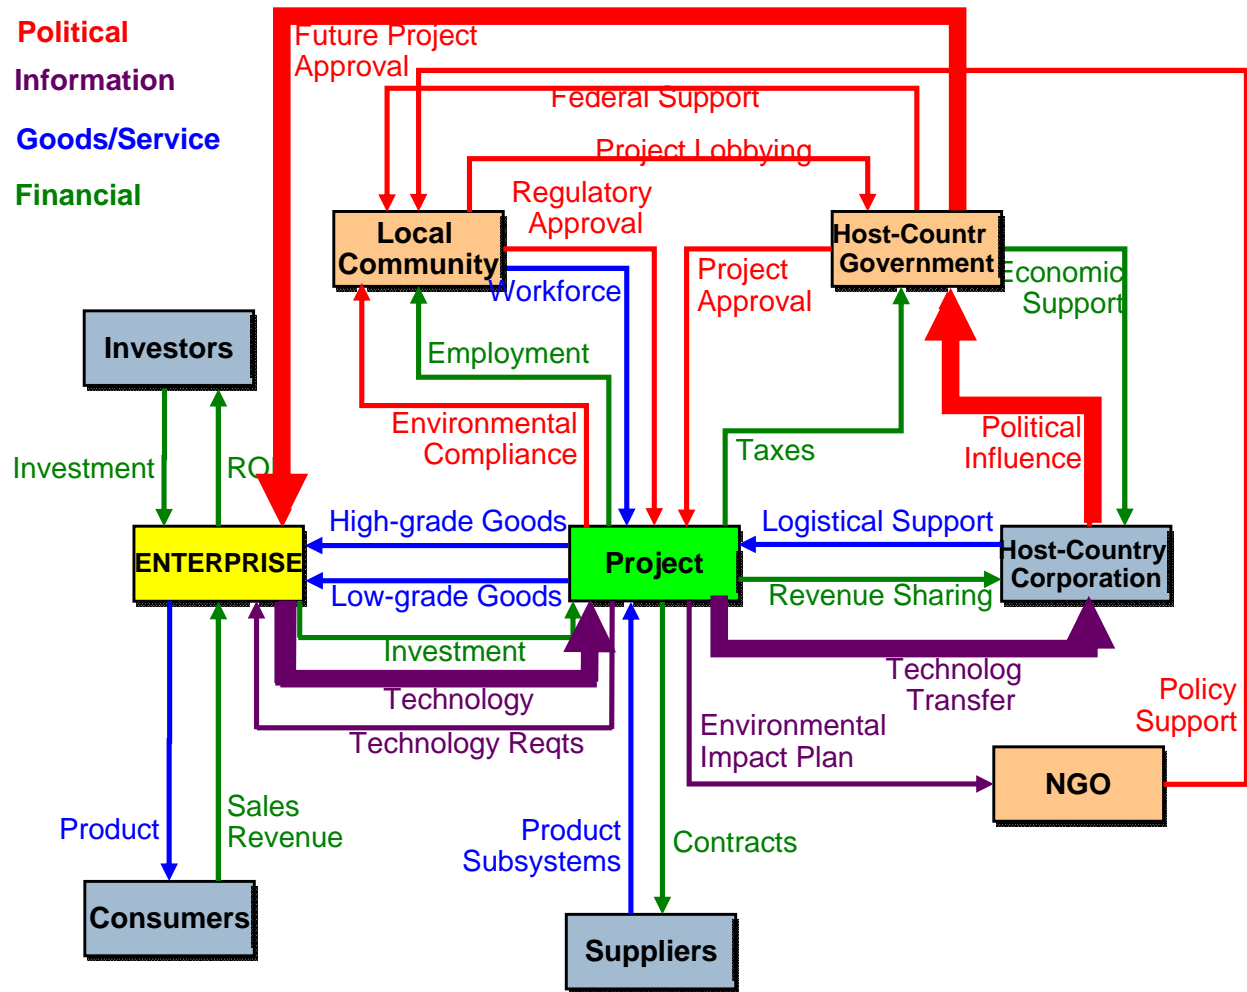 Political
Information
Goods/Service
Financial
Future Project
Approval
Federal Support
Project Lobbying
Regulatory
Approval
Local
Community
Host-Countr
Government
Workforce
Project
Approval
Economic
Support
Investors
Employment
Environmental
Compliance
Taxes
Political
Influence
Investment
ROI
High-grade Goods
Logistical Support
ENTERPRISE
Project
Host-Country
Corporation
Low-grade Goods
Revenue Sharing
Investment
Technology
Technolog
Transfer
Technology Reqts
Environmental
Impact Plan
Policy
Support
NGO
Product
Sales
Revenue
Product
Subsystems
Contracts
Consumers
Suppliers